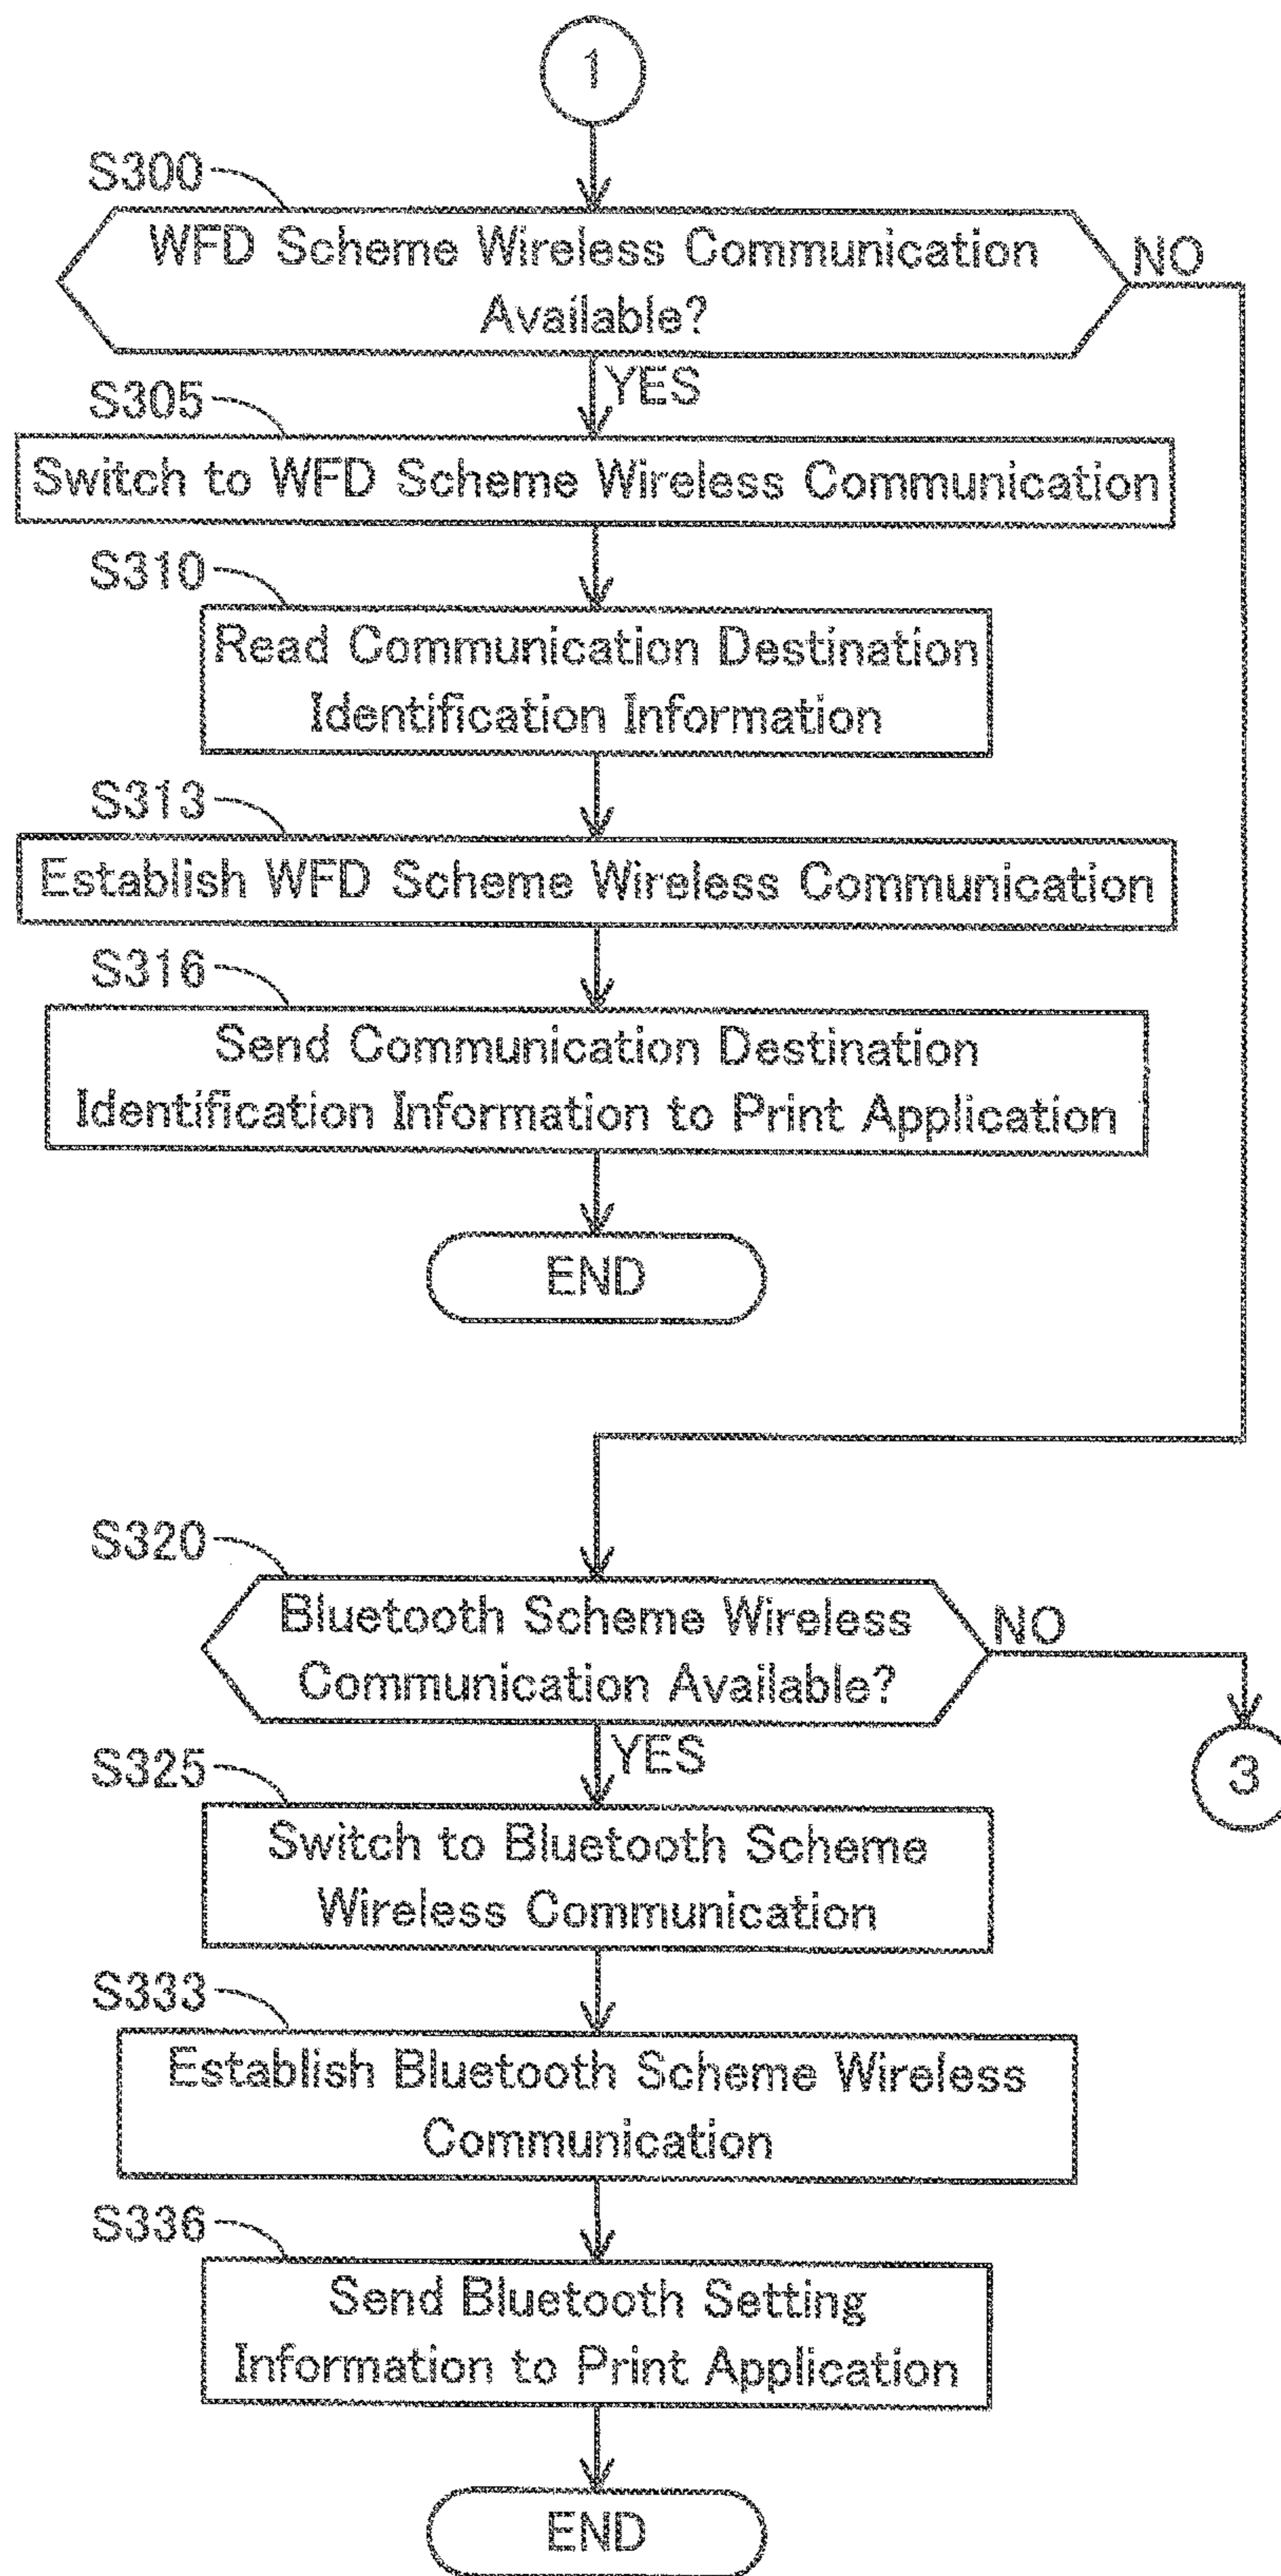 1
S300
WFD Scheme Wireless Communication
Available?
NO
YES
S305
Switch to WFD Scheme Wireless Communication
S310
Read Communication Destination
Identification Information
S313
Establish WFD Scheme Wireless Communication
S316
Send Communication Destination
Identification Information to Print Application
END
S320
Bluetooth Scheme Wireless
Communication Available?
NO
YES
3
S325
Switch to Bluetooth Scheme
Wireless Communication
S333
Establish Bluetooth Scheme Wireless
Communication
S336
Send Bluetooth Setting
Information to Print Application
END